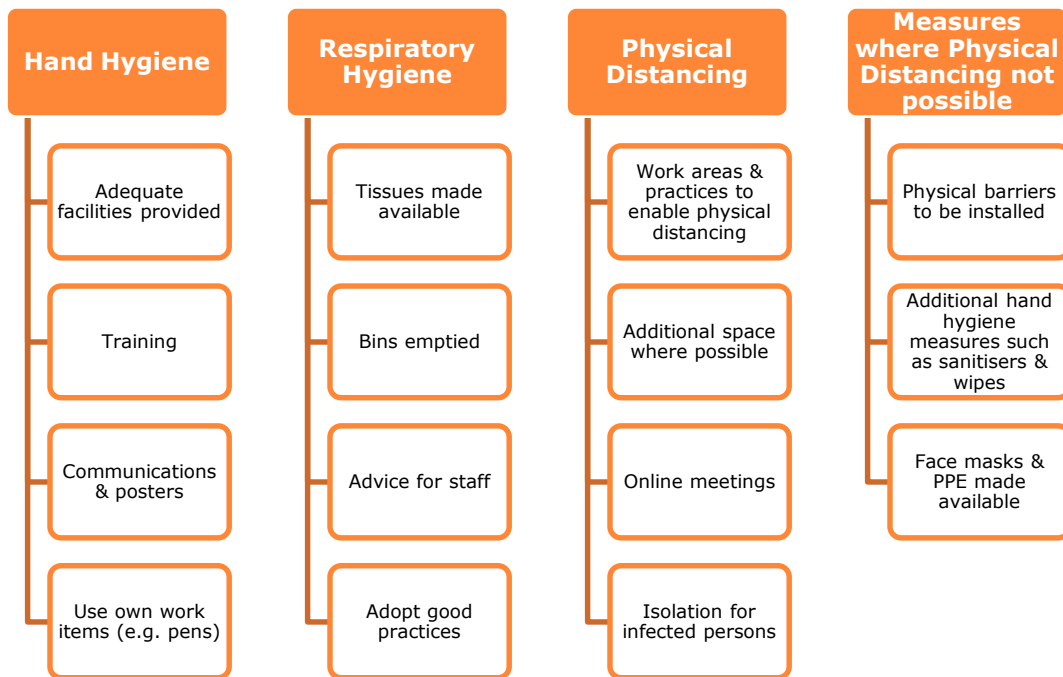 Hand Hygiene
Adequate
facilities provided
Training
Communications
& posters
Use own work
items (e.g. pens)
Respiratory
Hygiene
Tissues made
available
Bins emptied
Advice for staff
Adopt good
practices
Physical
Distancing
Work areas &
practices to
enable physical
distancing
Additional space
where possible
Online meetings
Isolation for
infected persons
Measures
where Physical
Distancing not
possible
Physical barriers
to be installed
Additional hand
hygiene
measures such
as sanitisers &
wipes
Face masks &
PPE made
available